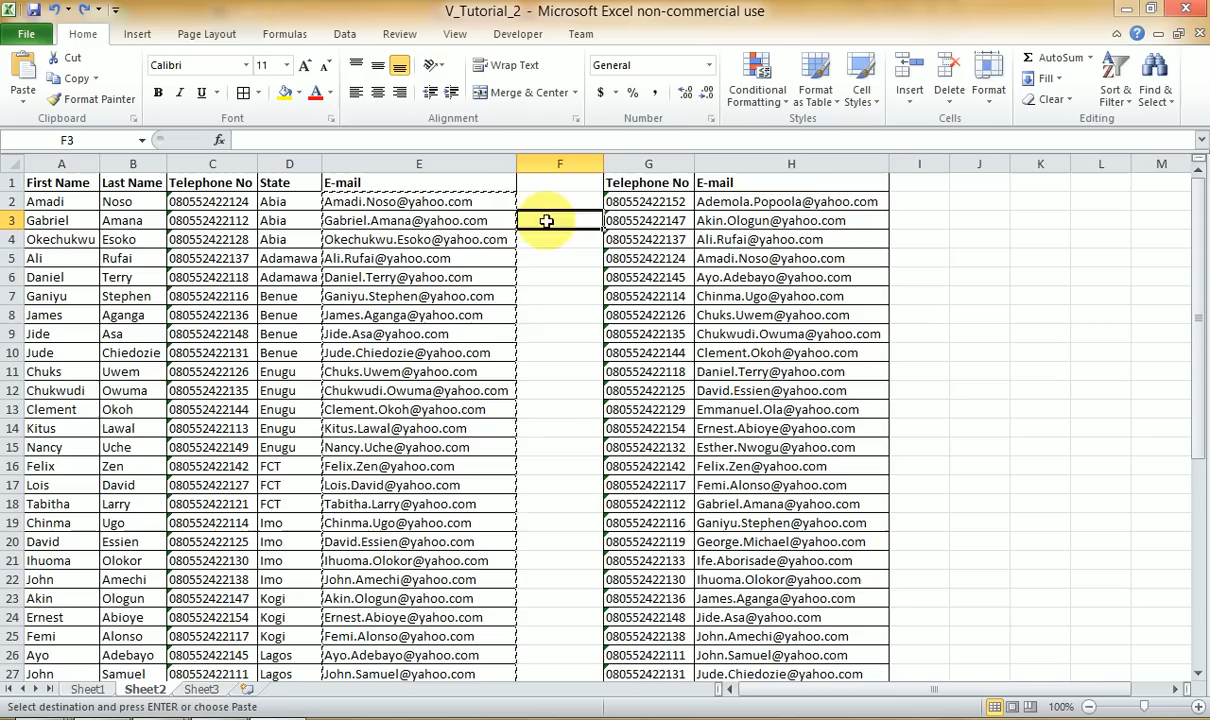 V_Tutorial_2 - Microsoft Excel non-commercial use
File Home Insert Page Layout Formulas Data Review View Developer Team
Paste Cut Copy Format Painter Clipboard
Calibri 11 A A B I U A Font
Wrap Text Merge & Center Alignment
General $ % , Number
Conditional Formatting Format as Table Cell Styles Styles
Insert Delete Format Cells
AutoSum Fill Clear Sort & Filter Find & Select Editing
F3 fx
A B C D E F G H I J K L M
1 First Name Last Name Telephone No State E-mail Telephone No E-mail
2 Amadi Noso 080552422124 Abia Amadi.Noso@yahoo.com 080552422152 Ademola.Popoola@yahoo.com
3 Gabriel Amana 080552422112 Abia Gabriel.Amana@yahoo.com 080552422147 Akin.Ologun@yahoo.com
4 Okechukwu Esoko 080552422128 Abia Okechukwu.Esoko@yahoo.com 080552422137 Ali.Rufai@yahoo.com
5 Ali Rufai 080552422137 Adamawa Ali.Rufai@yahoo.com 080552422124 Amadi.Noso@yahoo.com
6 Daniel Terry 080552422118 Adamawa Daniel.Terry@yahoo.com 080552422145 Ayo.Adebayo@yahoo.com
7 Ganiyu Stephen 080552422116 Benue Ganiyu.Stephen@yahoo.com 080552422114 Chinma.Ugo@yahoo.com
8 James Aganga 080552422136 Benue James.Aganga@yahoo.com 080552422126 Chuks.Uwem@yahoo.com
9 Jide Asa 080552422148 Benue Jide.Asa@yahoo.com 080552422135 Chukwudi.Owuma@yahoo.com
10 Jude Chiedozie 080552422131 Benue Jude.Chiedozie@yahoo.com 080552422144 Clement.Okoh@yahoo.com
11 Chuks Uwem 080552422126 Enugu Chuks.Uwem@yahoo.com 080552422118 Daniel.Terry@yahoo.com
12 Chukwudi Owuma 080552422135 Enugu Chukwudi.Owuma@yahoo.com 080552422125 David.Essien@yahoo.com
13 Clement Okoh 080552422144 Enugu Clement.Okoh@yahoo.com 080552422129 Emmanuel.Ola@yahoo.com
14 Kitus Lawal 080552422113 Enugu Kitus.Lawal@yahoo.com 080552422154 Ernest.Abioye@yahoo.com
15 Nancy Uche 080552422149 Enugu Nancy.Uche@yahoo.com 080552422132 Esther.Nwogu@yahoo.com
16 Felix Zen 080552422142 FCT Felix.Zen@yahoo.com 080552422142 Felix.Zen@yahoo.com
17 Lois David 080552422127 FCT Lois.David@yahoo.com 080552422117 Femi.Alonso@yahoo.com
18 Tabitha Larry 080552422121 FCT Tabitha.Larry@yahoo.com 080552422112 Gabriel.Amana@yahoo.com
19 Chinma Ugo 080552422114 Imo Chinma.Ugo@yahoo.com 080552422116 Ganiyu.Stephen@yahoo.com
20 David Essien 080552422125 Imo David.Essien@yahoo.com 080552422119 George.Michael@yahoo.com
21 Ihuoma Olokor 080552422130 Imo Ihuoma.Olokor@yahoo.com 080552422133 Ife.Aborisade@yahoo.com
22 John Amechi 080552422138 Imo John.Amechi@yahoo.com 080552422130 Ihuoma.Olokor@yahoo.com
23 Akin Ologun 080552422147 Kogi Akin.Ologun@yahoo.com 080552422136 James.Aganga@yahoo.com
24 Ernest Abioye 080552422154 Kogi Ernest.Abioye@yahoo.com 080552422148 Jide.Asa@yahoo.com
25 Femi Alonso 080552422117 Kogi Femi.Alonso@yahoo.com 080552422138 John.Amechi@yahoo.com
26 Ayo Adebayo 080552422145 Lagos Ayo.Adebayo@yahoo.com 080552422111 John.Samuel@yahoo.com
27 John Samuel 080552422111 Lagos John.Samuel@yahoo.com 080552422131 Jude.Chiedozie@yahoo.com
Sheet1 Sheet2 Sheet3
Select destination and press ENTER or choose Paste 100%